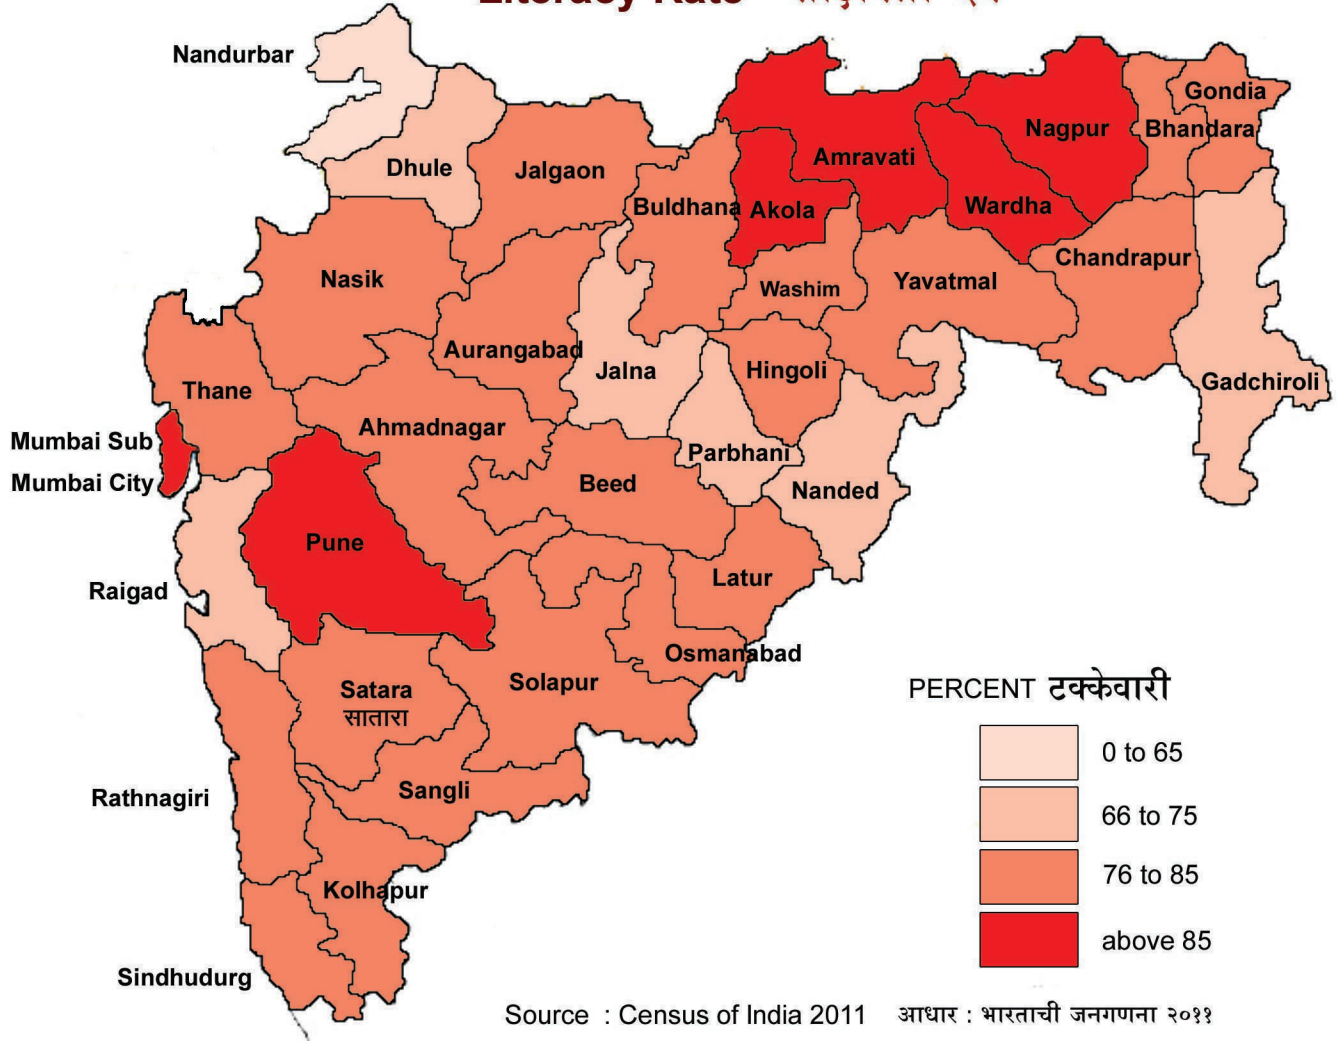 Nandurbar
Gondia
Nagpur
Bhandara
Dhule
Jalgaon
Amravati
Buldhana
Akola
Wardha
Nasik
Washim
Yavatmal
Chandrapur
Aurangabad
Jalna
Hingoli
Thane
Gadchiroli
Ahmadnagar
Mumbai Sub
Mumbai City
Parbhani
Beed
Nanded
Pune
Raigad
Latur
Osmanabad
Satara
सातारा
Solapur
PERCENT टक्केवारी
0 to 65
66 to 75
76 to 85
above 85
Rathnagiri
Sangli
Kolhapur
Sindhudurg
Source : Census of India 2011 आधार : भारताची जनगणना २०११